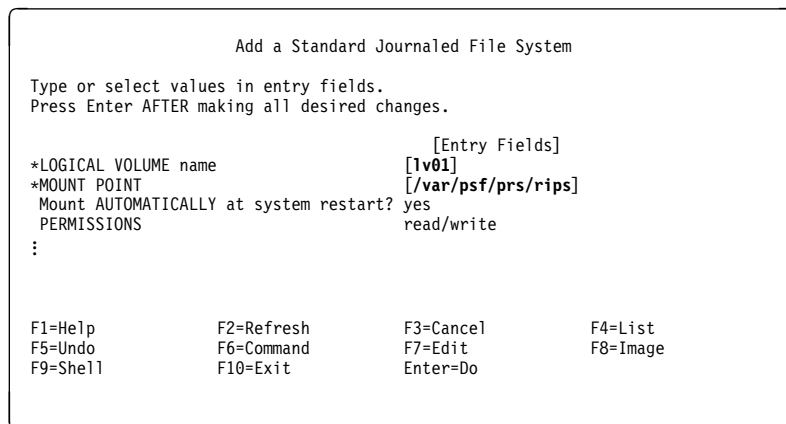 Add a Standard Journaled File System
Type or select values in entry fields.
Press Enter AFTER making all desired changes.
[Entry Fields]
*LOGICAL VOLUME name [lv01]
*MOUNT POINT [/var/psf/prs/rips]
Mount AUTOMATICALLY at system restart? yes
PERMISSIONS read/write
⋮
F1=Help F2=Refresh F3=Cancel F4=List
F5=Undo F6=Command F7=Edit F8=Image
F9=Shell F10=Exit Enter=Do